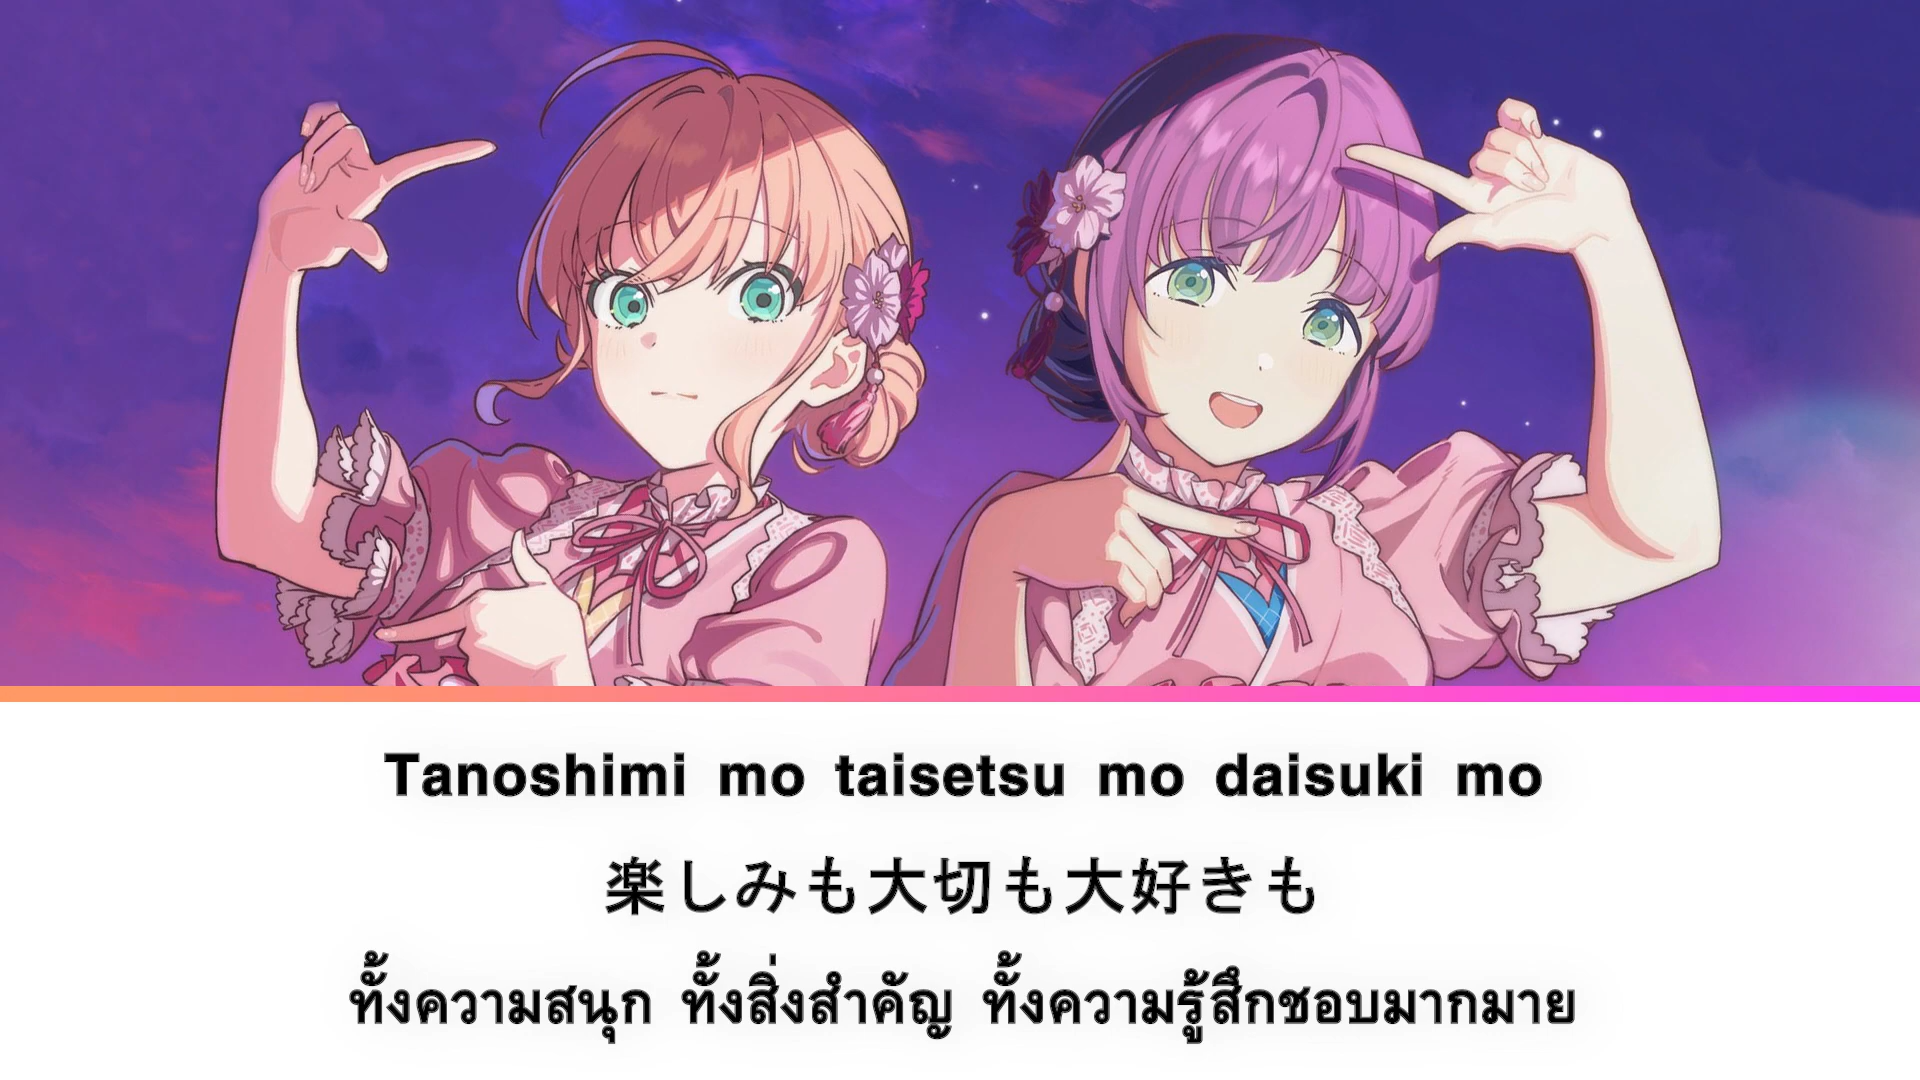 Tanoshimi mo taisetsu mo daisuki mo
楽しみも大切も大好きも
ทั้งความสนุก ทั้งสิ่งสำคัญ ทั้งความรู้สึกชอบมากมาย